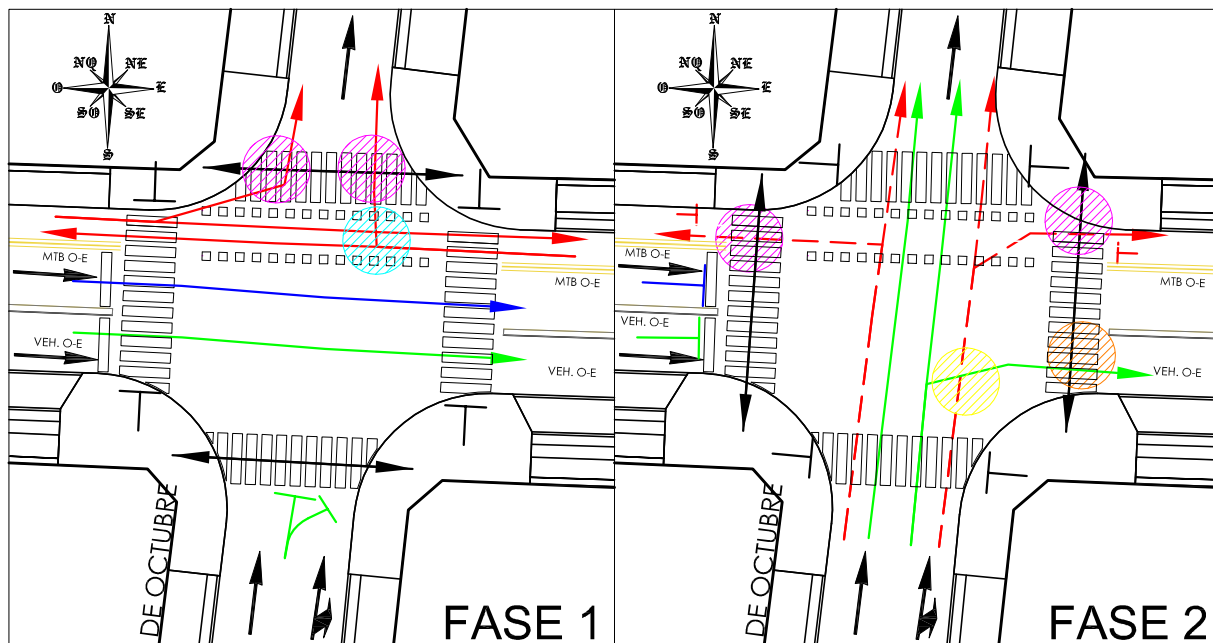 N
NO NE
O E
SO SE
S
MTB O-E
MTB O-E
VEH. O-E
VEH. O-E
DE OCTUBRE
FASE 1
N
NO NE
O E
SO SE
S
MTB O-E
MTB O-E
VEH. O-E
VEH. O-E
DE OCTUBRE
FASE 2